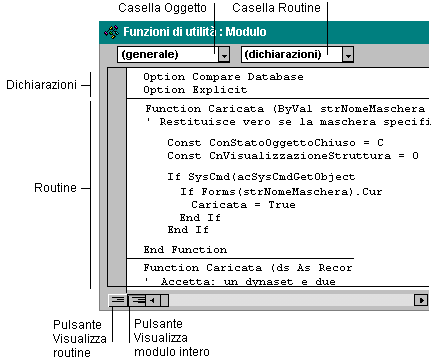 Casella Oggetto Casella Routine
Funzioni di utilità : Modulo
(generale) (dichiarazioni)
Dichiarazioni
Option Compare Database
Option Explicit
Function Caricata (ByVal strNomeMaschera
' Restituisce vero se la maschera specifi
Const ConStatoOggettoChiuso = C
Const CnVisualizzazioneStruttura = 0
Routine
If SysCmd(acSysCmdGetObject
If Forms(strNomeMaschera).Cur
Caricata = True
End If
End If
End Function
Function Caricata (ds As Recor
' Accetta: un dynaset e due
Pulsante
Visualizza
routine
Pulsante
Visualizza
modulo intero